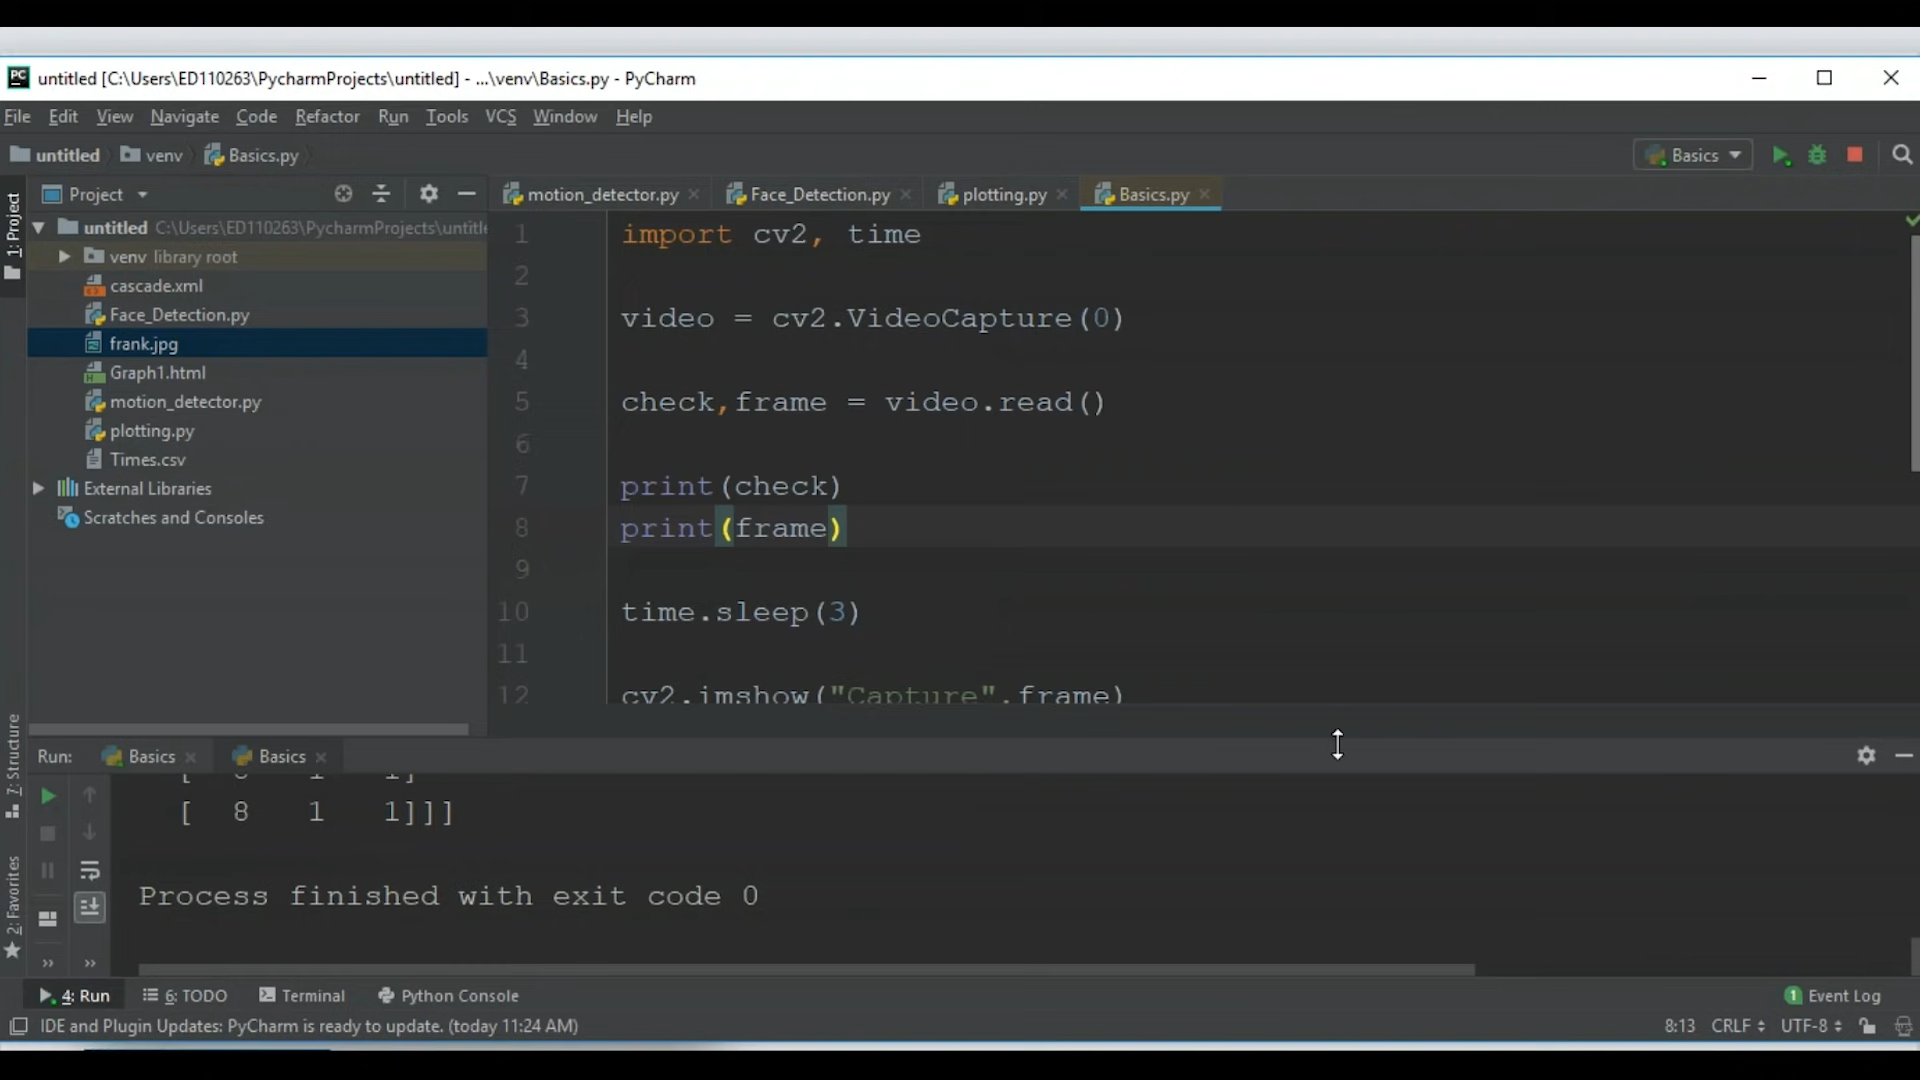 PC untitled [C:\Users\ED110263\PycharmProjects\untitled] - ...\venv\Basics.py - PyCharm
File Edit View Navigate Code Refactor Run Tools VCS Window Help
untitled venv Basics.py Basics
Project motion_detector.py Face_Detection.py plotting.py Basics.py
1: Project
untitled C:\Users\ED110263\PycharmProjects\untitle
venv library root
cascade.xml
Face_Detection.py
frank.jpg
Graph1.html
motion_detector.py
plotting.py
Times.csv
External Libraries
Scratches and Consoles
1 import cv2, time
2
3 video = cv2.VideoCapture(0)
4
5 check,frame = video.read()
6
7 print(check)
8 print(frame)
9
10 time.sleep(3)
11
12 cv2.imshow("Capture",frame)
7: Structure
2: Favorites
Run: Basics Basics
[ 8 1 1]]]
Process finished with exit code 0
4: Run 6: TODO Terminal Python Console 1 Event Log
IDE and Plugin Updates: PyCharm is ready to update. (today 11:24 AM) 8:13 CRLF UTF-8